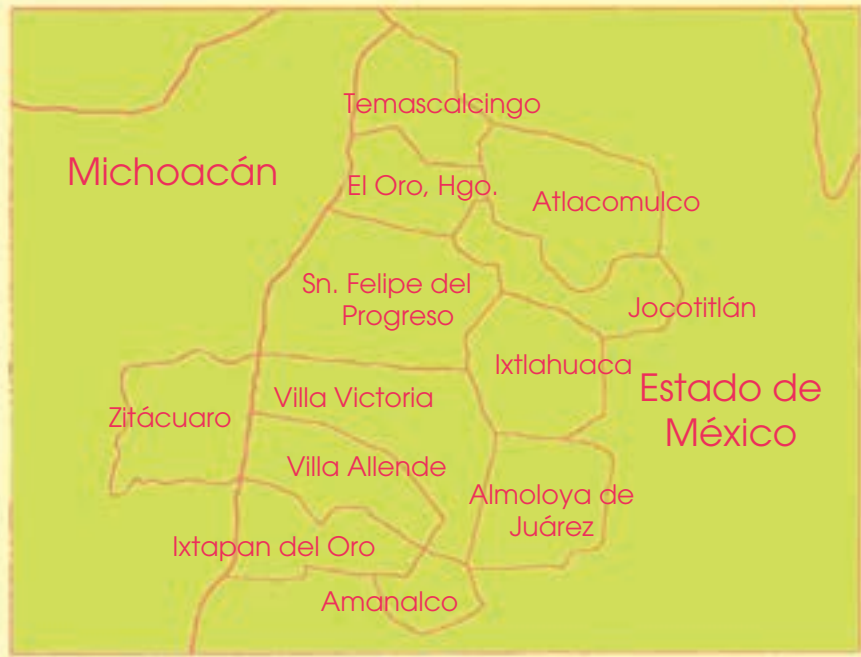 Temascalcingo
Michoacán
El Oro, Hgo.
Atlacomulco
Sn. Felipe del
Progreso
Jocotitlán
Ixtlahuaca
Estado de
México
Villa Victoria
Zitácuaro
Villa Allende
Almoloya de
Juárez
Ixtapan del Oro
Amanalco